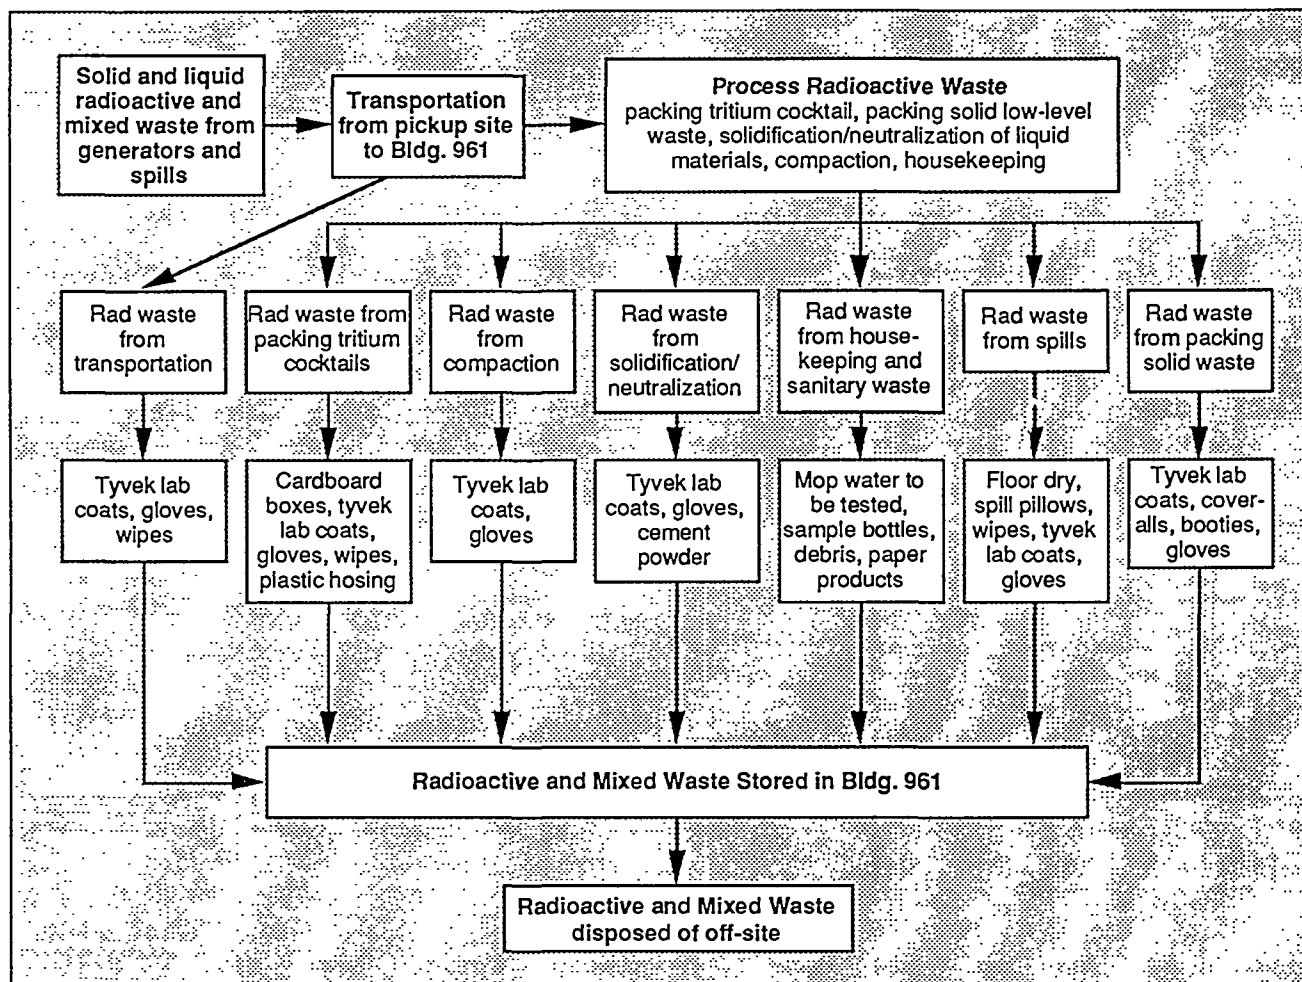 Solid and liquid
radioactive and
mixed waste from
generators and
spills
Transportation
from pickup site
to Bldg. 961
Process Radioactive Waste
packing tritium cocktail, packing solid low-level
waste, solidification/neutralization of liquid
materials, compaction, housekeeping
Rad waste
from
transportation
Rad waste from
packing tritium
cocktails
Rad waste
from
compaction
Rad waste
from
solidification/
neutralization
Rad waste
from house-
keeping and
sanitary waste
Rad waste
from spills
Rad waste
from packing
solid waste
Tyvek lab
coats, gloves,
wipes
Cardboard
boxes, tyvek
lab coats,
gloves, wipes,
plastic hosing
Tyvek lab
coats,
gloves
Tyvek lab
coats, gloves,
cement
powder
Mop water to
be tested,
sample bottles,
debris, paper
products
Floor dry,
spill pillows,
wipes, tyvek
lab coats,
gloves
Tyvek lab
coats, cover-
alls, booties,
gloves
Radioactive and Mixed Waste Stored in Bldg. 961
Radioactive and Mixed Waste
disposed of off-site